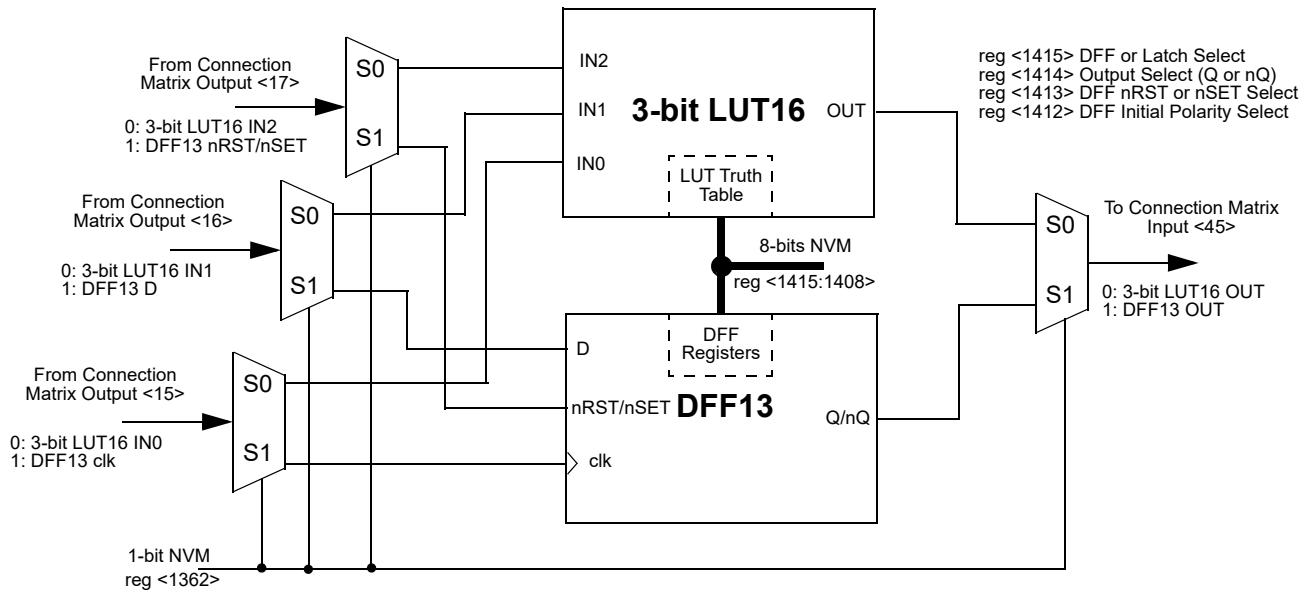 From Connection
Matrix Output <17>
0: 3-bit LUT16 IN2
1: DFF13 nRST/nSET
S0
S1
From Connection
Matrix Output <16>
0: 3-bit LUT16 IN1
1: DFF13 D
S0
S1
From Connection
Matrix Output <15>
0: 3-bit LUT16 IN0
1: DFF13 clk
S0
S1
1-bit NVM
reg <1362>
IN2
IN1
IN0
3-bit LUT16
OUT
LUT Truth
Table
8-bits NVM
reg <1415:1408>
DFF
Registers
D
nRST/nSET
DFF13
clk
Q/nQ
reg <1415> DFF or Latch Select
reg <1414> Output Select (Q or nQ)
reg <1413> DFF nRST or nSET Select
reg <1412> DFF Initial Polarity Select
S0
S1
To Connection Matrix
Input <45>
0: 3-bit LUT16 OUT
1: DFF13 OUT